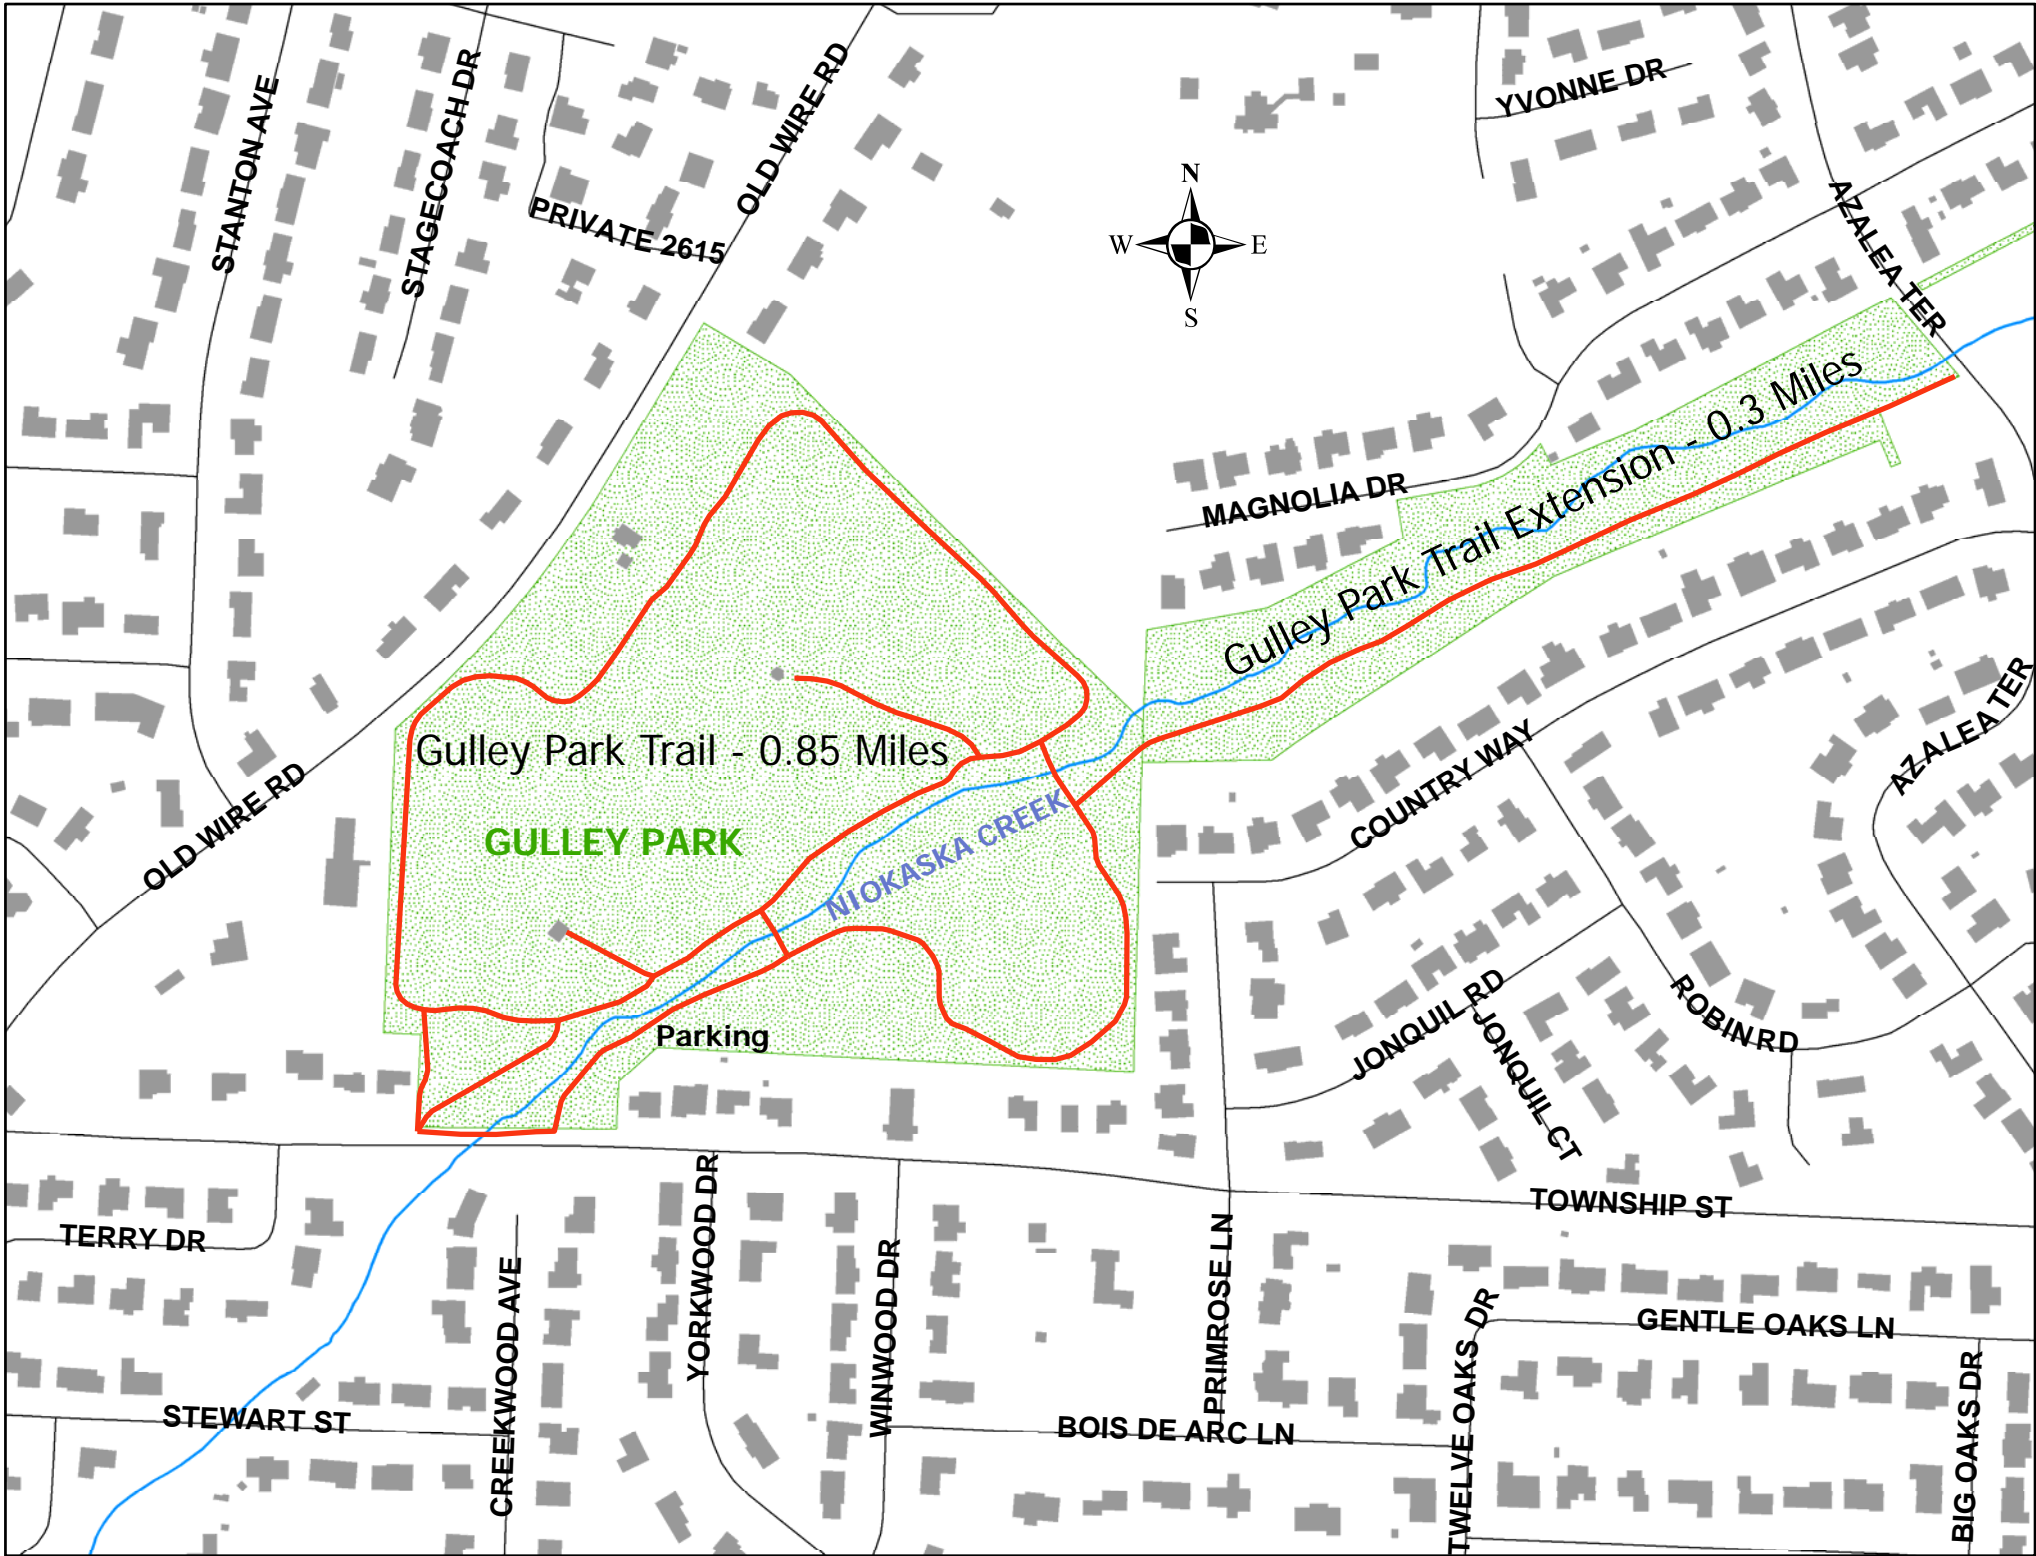 STANTON AVE
STAGECOACH DR
PRIVATE 2615
OLD WIRE RD
N
W
E
S
YVONNE DR
AZALEA TER
MAGNOLIA DR
Gulley Park Trail Extension - 0.3 Miles
Gulley Park Trail - 0.85 Miles
GULLEY PARK
NIOKASKA CREEK
OLD WIRE RD
COUNTRY WAY
AZALEA TER
JONQUIL RD
JONQUIL CT
ROBIN RD
Parking
TOWNSHIP ST
TERRY DR
CREEKWOOD AVE
YORKWOOD DR
WINWOOD DR
PRIMROSE LN
TWELVE OAKS DR
GENTLE OAKS LN
BIG OAKS DR
STEWART ST
BOIS DE ARC LN